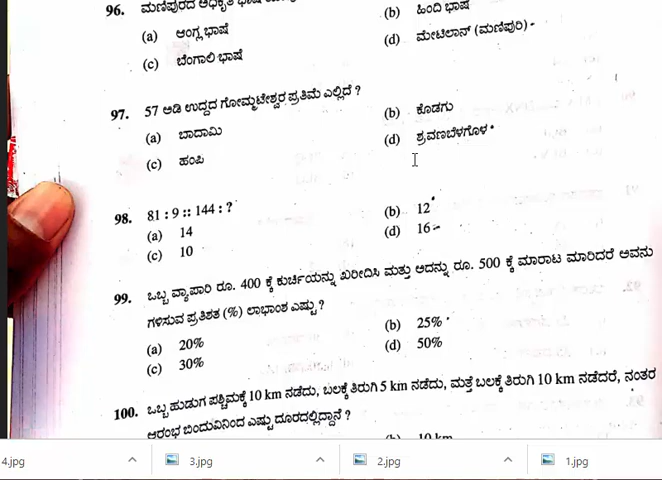 96. ಮಣಿಪುರದ ಅಧಿಕೃತ ಭಾಷೆ
(a) ಆಂಗ್ಲ ಭಾಷೆ
(b) ಹಿಂದಿ ಭಾಷೆ
(c) ಬೆಂಗಾಲಿ ಭಾಷೆ
(d) ಮೇಟಿಲಾನ್ (ಮಣಿಪುರಿ)
97. 57 ಅಡಿ ಉದ್ದದ ಗೋಮ್ಮಟೇಶ್ವರ ಪ್ರತಿಮೆ ಎಲ್ಲಿದೆ ?
(a) ಬಾದಾಮಿ
(b) ಕೊಡಗು
(c) ಹಂಪಿ
(d) ಶ್ರವಣಬೆಳಗೊಳ
98. 81 : 9 :: 144 : ?
(a) 14
(b) 12
(c) 10
(d) 16
99. ಒಬ್ಬ ವ್ಯಾಪಾರಿ ರೂ. 400 ಕ್ಕೆ ಕುರ್ಚಿಯನ್ನು ಖರೀದಿಸಿ ಮತ್ತು ಅದನ್ನು ರೂ. 500 ಕ್ಕೆ ಮಾರಾಟ ಮಾರಿದರೆ ಅವನು
ಗಳಿಸುವ ಪ್ರತಿಶತ (%) ಲಾಭಾಂಶ ಎಷ್ಟು ?
(a) 20%
(b) 25%
(c) 30%
(d) 50%
100. ಒಬ್ಬ ಹುಡುಗ ಪಶ್ಚಿಮಕ್ಕೆ 10 km ನಡೆದು, ಬಲಕ್ಕೆ ತಿರುಗಿ 5 km ನಡೆದು, ಮತ್ತೆ ಬಲಕ್ಕೆ ತಿರುಗಿ 10 km ನಡೆದರೆ, ನಂತರ
ಆರಂಭ ಬಿಂದುವಿನಿಂದ ಎಷ್ಟು ದೂರದಲ್ಲಿದ್ದಾನೆ ?
(b) 10 km
4.jpg
3.jpg
2.jpg
1.jpg